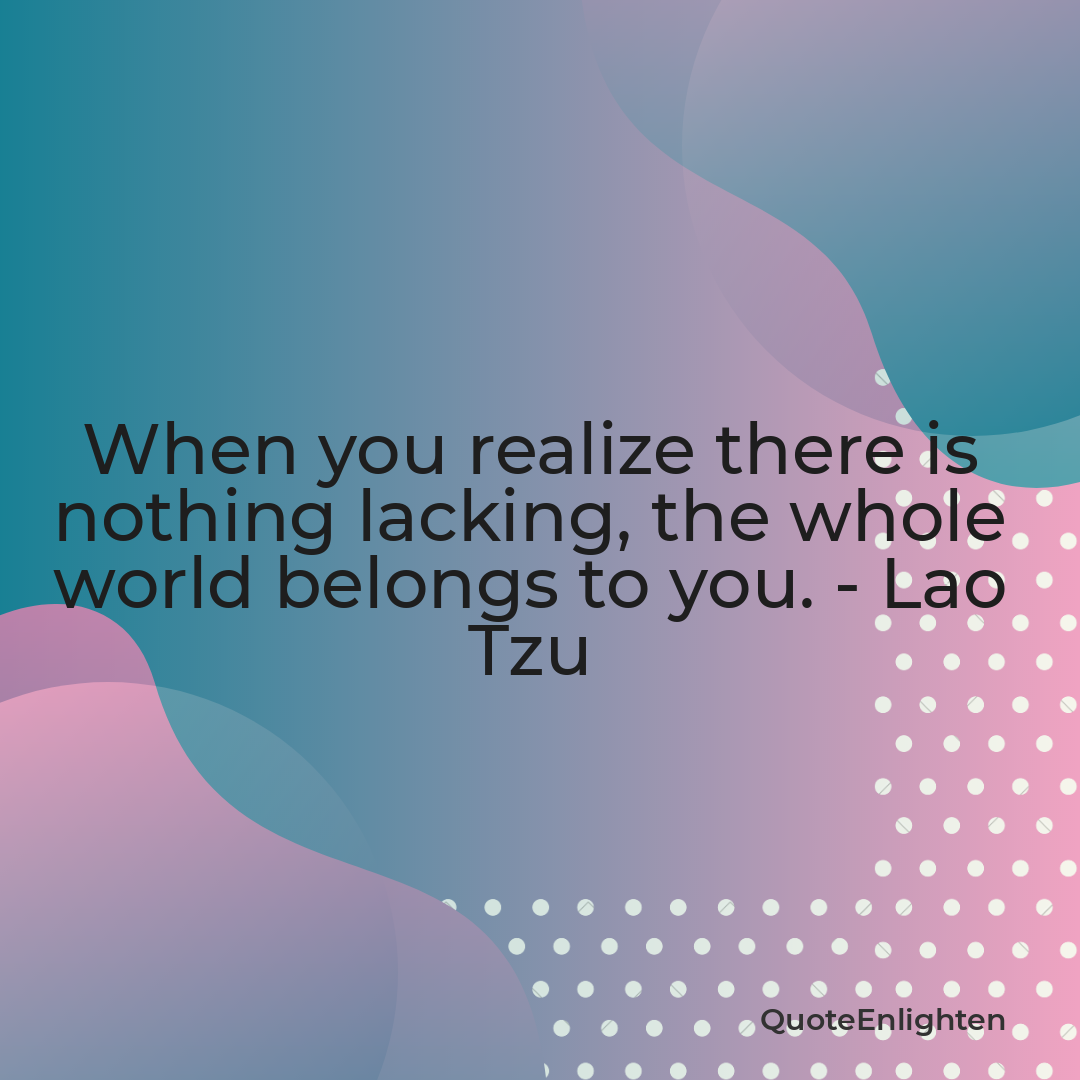 When you realize there is
nothing lacking, the whole
world belongs to you. - Lao
Tzu
QuoteEnlighten